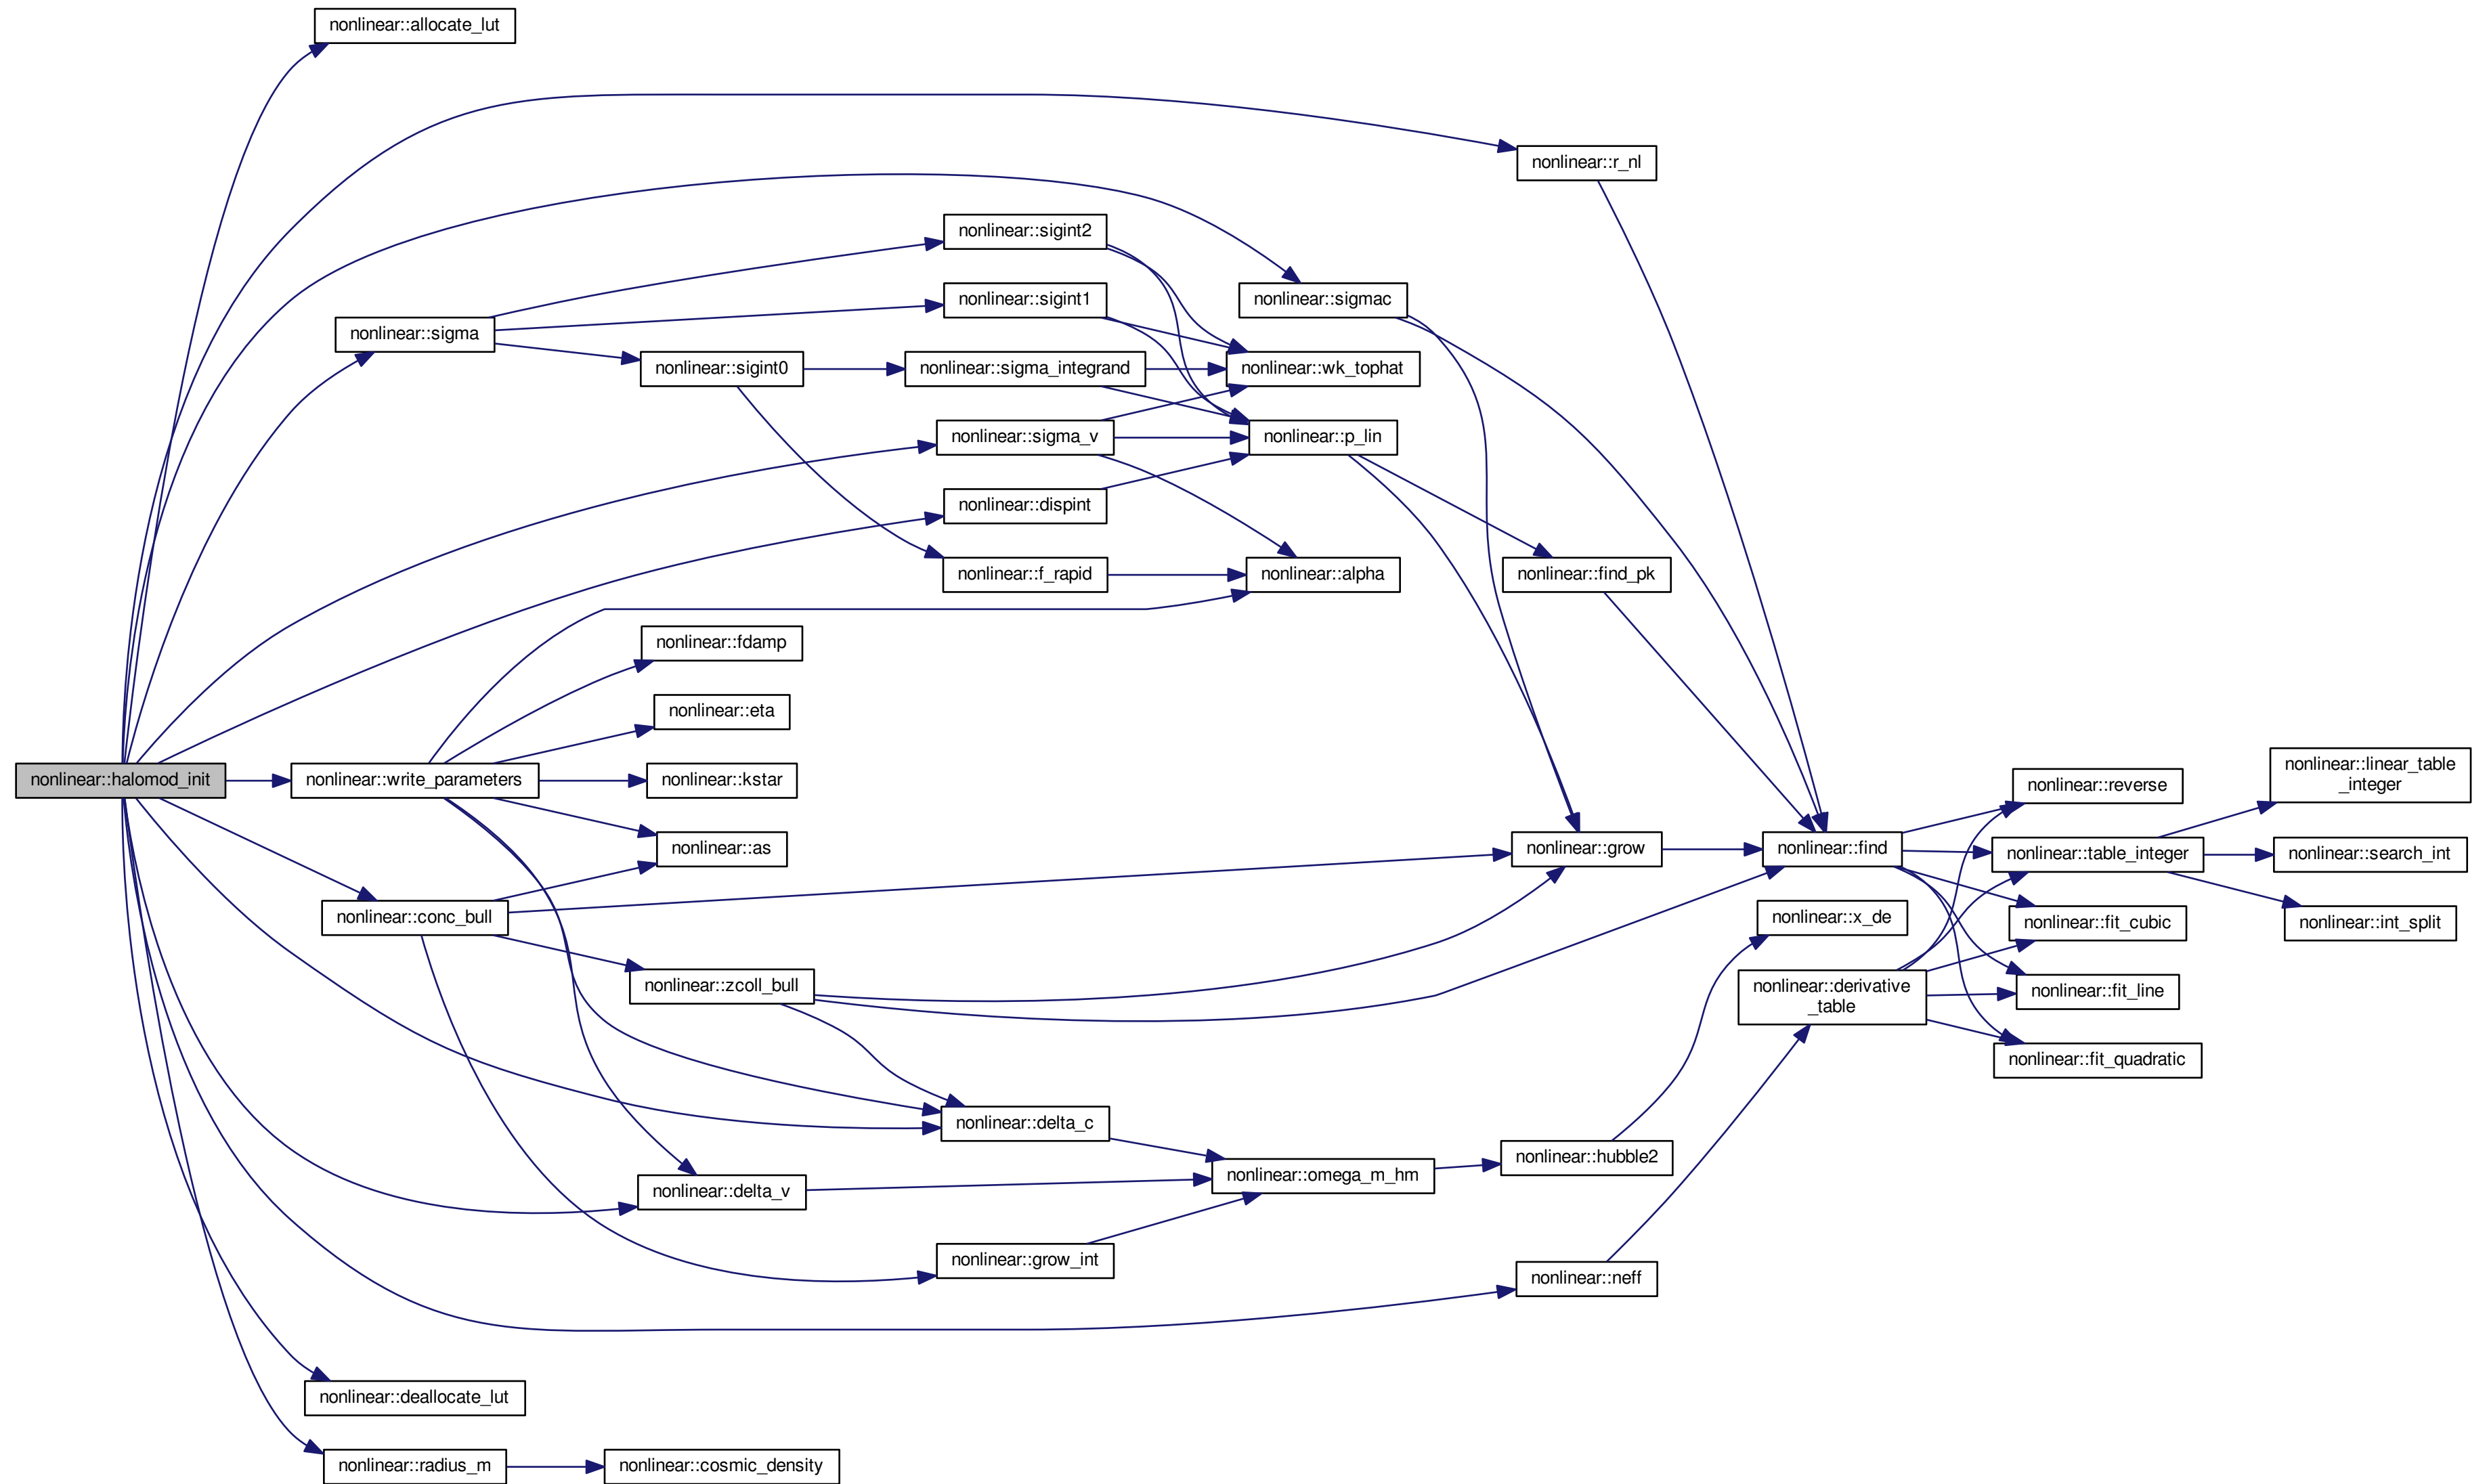 nonlinear::allocate_lut
nonlinear::r_nl
nonlinear::sigint2
nonlinear::sigint1
nonlinear::sigmac
nonlinear::sigma
nonlinear::sigint0
nonlinear::sigma_integrand
nonlinear::wk_tophat
nonlinear::sigma_v
nonlinear::p_lin
nonlinear::dispint
nonlinear::f_rapid
nonlinear::alpha
nonlinear::find_pk
nonlinear::fdamp
nonlinear::eta
nonlinear::halomod_init
nonlinear::write_parameters
nonlinear::kstar
nonlinear::as
nonlinear::grow
nonlinear::find
nonlinear::reverse
nonlinear::table_integer
nonlinear::linear_table
_integer
nonlinear::search_int
nonlinear::int_split
nonlinear::conc_bull
nonlinear::x_de
nonlinear::fit_cubic
nonlinear::zcoll_bull
nonlinear::derivative
_table
nonlinear::fit_line
nonlinear::fit_quadratic
nonlinear::delta_c
nonlinear::omega_m_hm
nonlinear::hubble2
nonlinear::delta_v
nonlinear::grow_int
nonlinear::neff
nonlinear::deallocate_lut
nonlinear::radius_m
nonlinear::cosmic_density